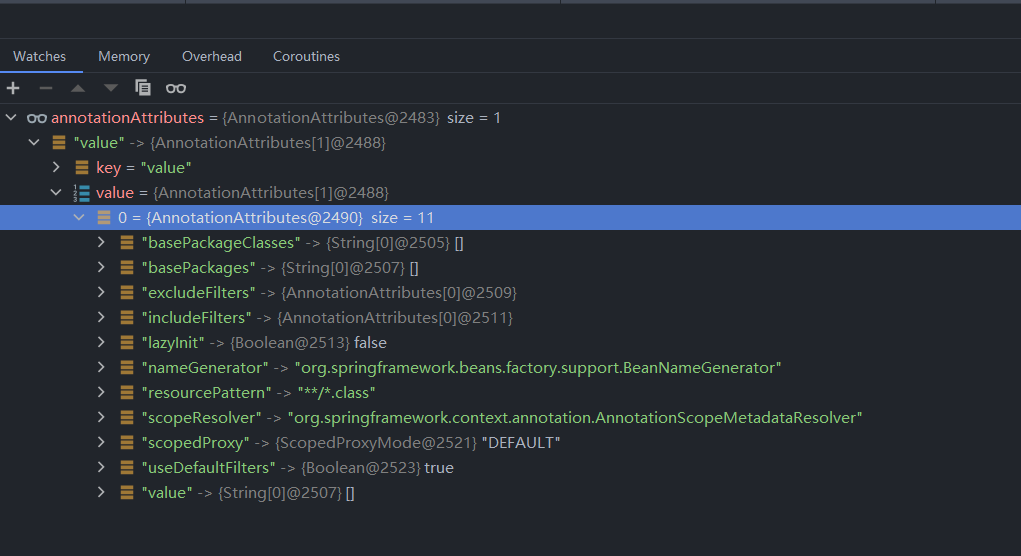 Watches Memory Overhead Coroutines
annotationAttributes = {AnnotationAttributes@2483} size = 1
"value" -> {AnnotationAttributes[1]@2488}
key = "value"
value = {AnnotationAttributes[1]@2488}
0 = {AnnotationAttributes@2490} size = 11
"basePackageClasses" -> {String[0]@2505} []
"basePackages" -> {String[0]@2507} []
"excludeFilters" -> {AnnotationAttributes[0]@2509}
"includeFilters" -> {AnnotationAttributes[0]@2511}
"lazyInit" -> {Boolean@2513} false
"nameGenerator" -> "org.springframework.beans.factory.support.BeanNameGenerator"
"resourcePattern" -> "**/*.class"
"scopeResolver" -> "org.springframework.context.annotation.AnnotationScopeMetadataResolver"
"scopedProxy" -> {ScopedProxyMode@2521} "DEFAULT"
"useDefaultFilters" -> {Boolean@2523} true
"value" -> {String[0]@2507} []